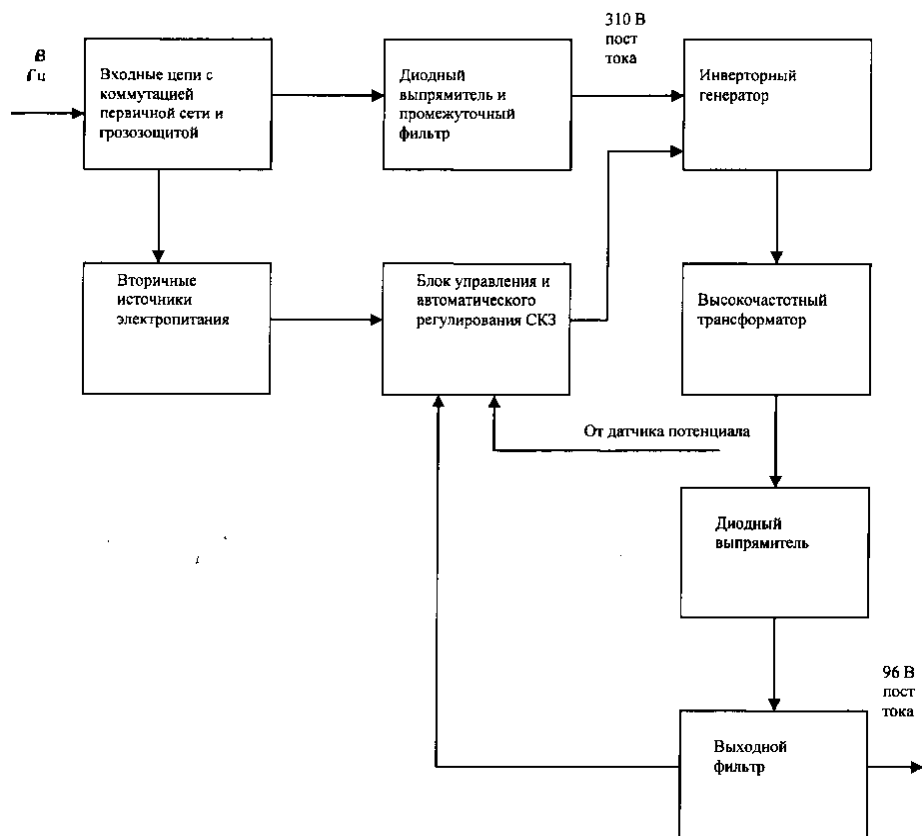 310 В
пост
тока
В
Гц
Входные цепи с
коммутацией
первичной сети и
грозозощитой
Диодный
выпрямитель и
промежуточный
фильтр
Инверторный
генератор
Вторичные
источники
электропитания
Блок управления и
автоматического
регулирования СКЗ
Высокочастотный
трансформатор
От датчика потенциала
Диодный
выпрямитель
96 В
пост
тока
Выходной
фильтр